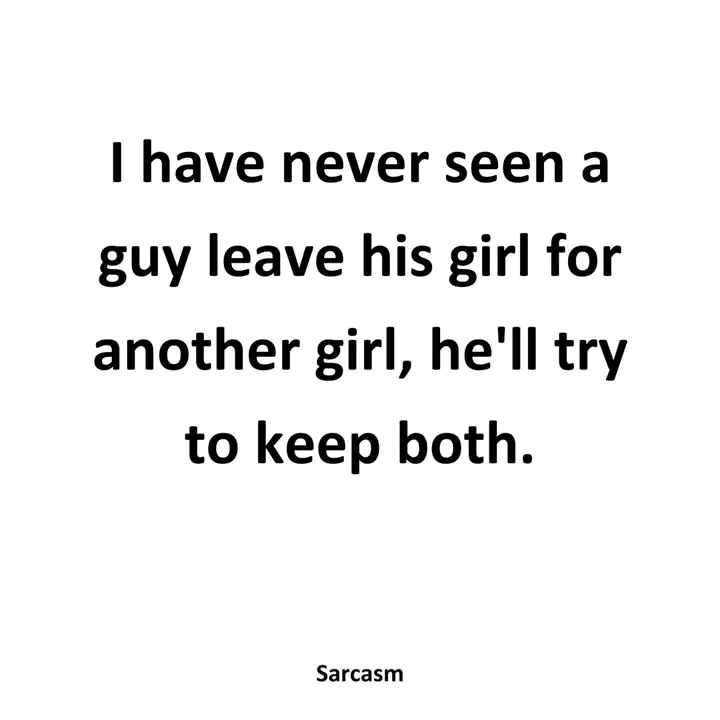 I have never seen a
guy leave his girl for
another girl, he'll try
to keep both.
Sarcasm